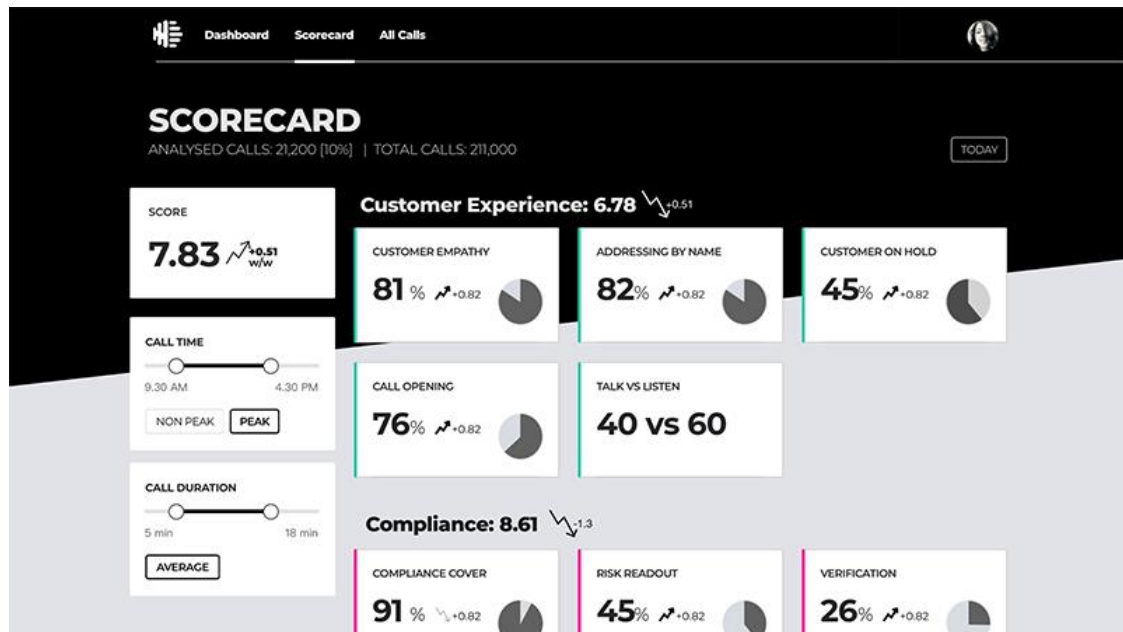 Dashboard Scorecard All Calls
SCORECARD
ANALYSED CALLS: 21,200 [10%] | TOTAL CALLS: 211,000
TODAY
SCORE
7.83 +0.51
w/w
CALL TIME
9.30 AM 4.30 PM
NON PEAK PEAK
CALL DURATION
5 min 18 min
AVERAGE
Customer Experience: 6.78 +0.51
CUSTOMER EMPATHY
81 % +0.82
ADDRESSING BY NAME
82% +0.82
CUSTOMER ON HOLD
45% +0.82
CALL OPENING
76% +0.82
TALK VS LISTEN
40 vs 60
Compliance: 8.61 -1.3
COMPLIANCE COVER
91 % +0.82
RISK READOUT
45% +0.82
VERIFICATION
26% +0.82